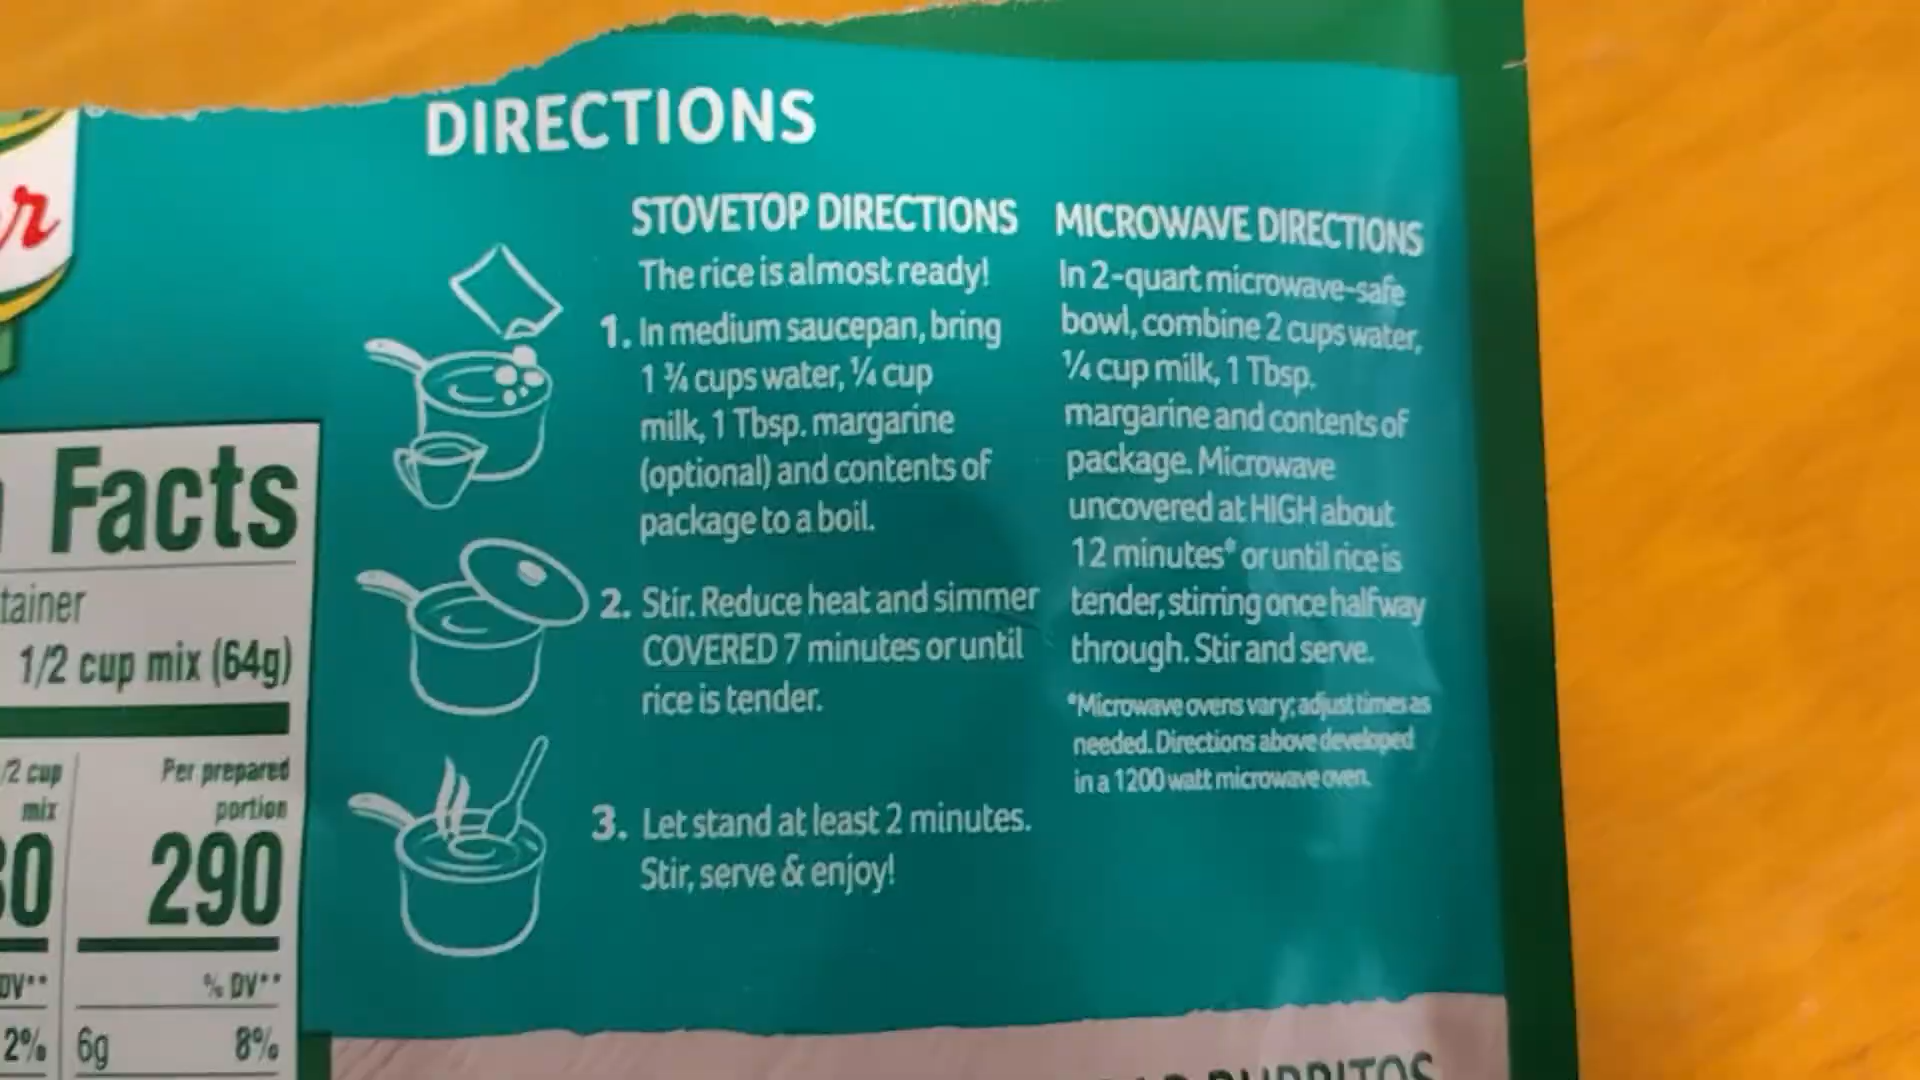 DIRECTIONS
STOVETOP DIRECTIONS
The rice is almost ready!
1. In medium saucepan, bring
1 ¾ cups water, ¼ cup
milk, 1 Tbsp. margarine
(optional) and contents of
package to a boil.
2. Stir. Reduce heat and simmer
COVERED 7 minutes or until
rice is tender.
3. Let stand at least 2 minutes.
Stir, serve & enjoy!
MICROWAVE DIRECTIONS
In 2-quart microwave-safe
bowl, combine 2 cups water,
¼ cup milk, 1 Tbsp.
margarine and contents of
package. Microwave
uncovered at HIGH about
12 minutes* or until rice is
tender, stirring once halfway
through. Stir and serve.
*Microwave ovens vary; adjust times as
needed. Directions above developed
in a 1200 watt microwave oven.
Facts
1/2 cup mix (64g)
mix
Per prepared
portion
290
% DV**
2% 6g 8%
BURRITOS